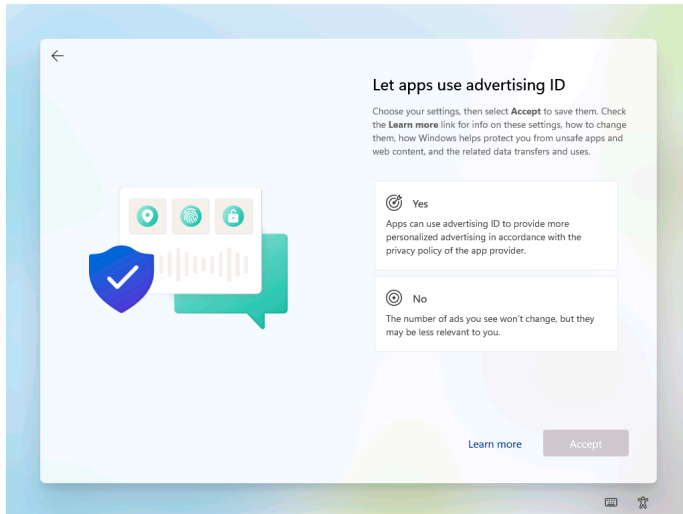 Let apps use advertising ID
Choose your settings, then select Accept to save them. Check
the Learn more link for info on these settings, how to change
them, how Windows helps protect you from unsafe apps and
web content, and the related data transfers and uses.
Yes
Apps can use advertising ID to provide more
personalized advertising in accordance with the
privacy policy of the app provider.
No
The number of ads you see won't change, but they
may be less relevant to you.
Learn more
Accept